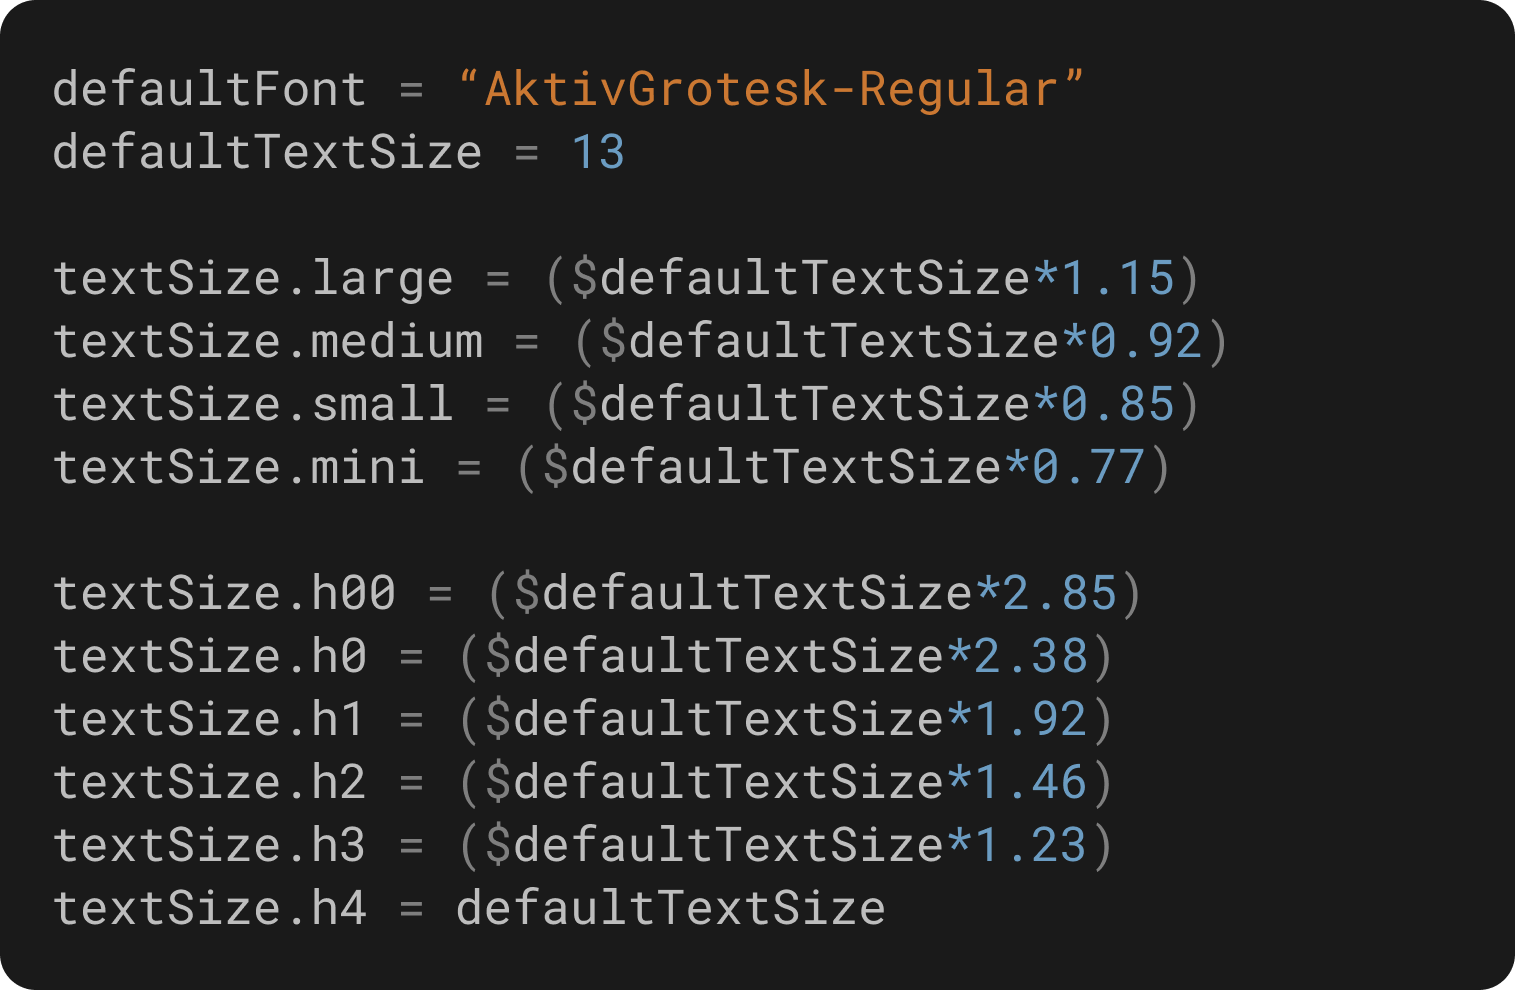 defaultFont = “AktivGrotesk-Regular”
defaultTextSize = 13
textSize.large = ($defaultTextSize*1.15)
textSize.medium = ($defaultTextSize*0.92)
textSize.small = ($defaultTextSize*0.85)
textSize.mini = ($defaultTextSize*0.77)
textSize.h00 = ($defaultTextSize*2.85)
textSize.h0 = ($defaultTextSize*2.38)
textSize.h1 = ($defaultTextSize*1.92)
textSize.h2 = ($defaultTextSize*1.46)
textSize.h3 = ($defaultTextSize*1.23)
textSize.h4 = defaultTextSize